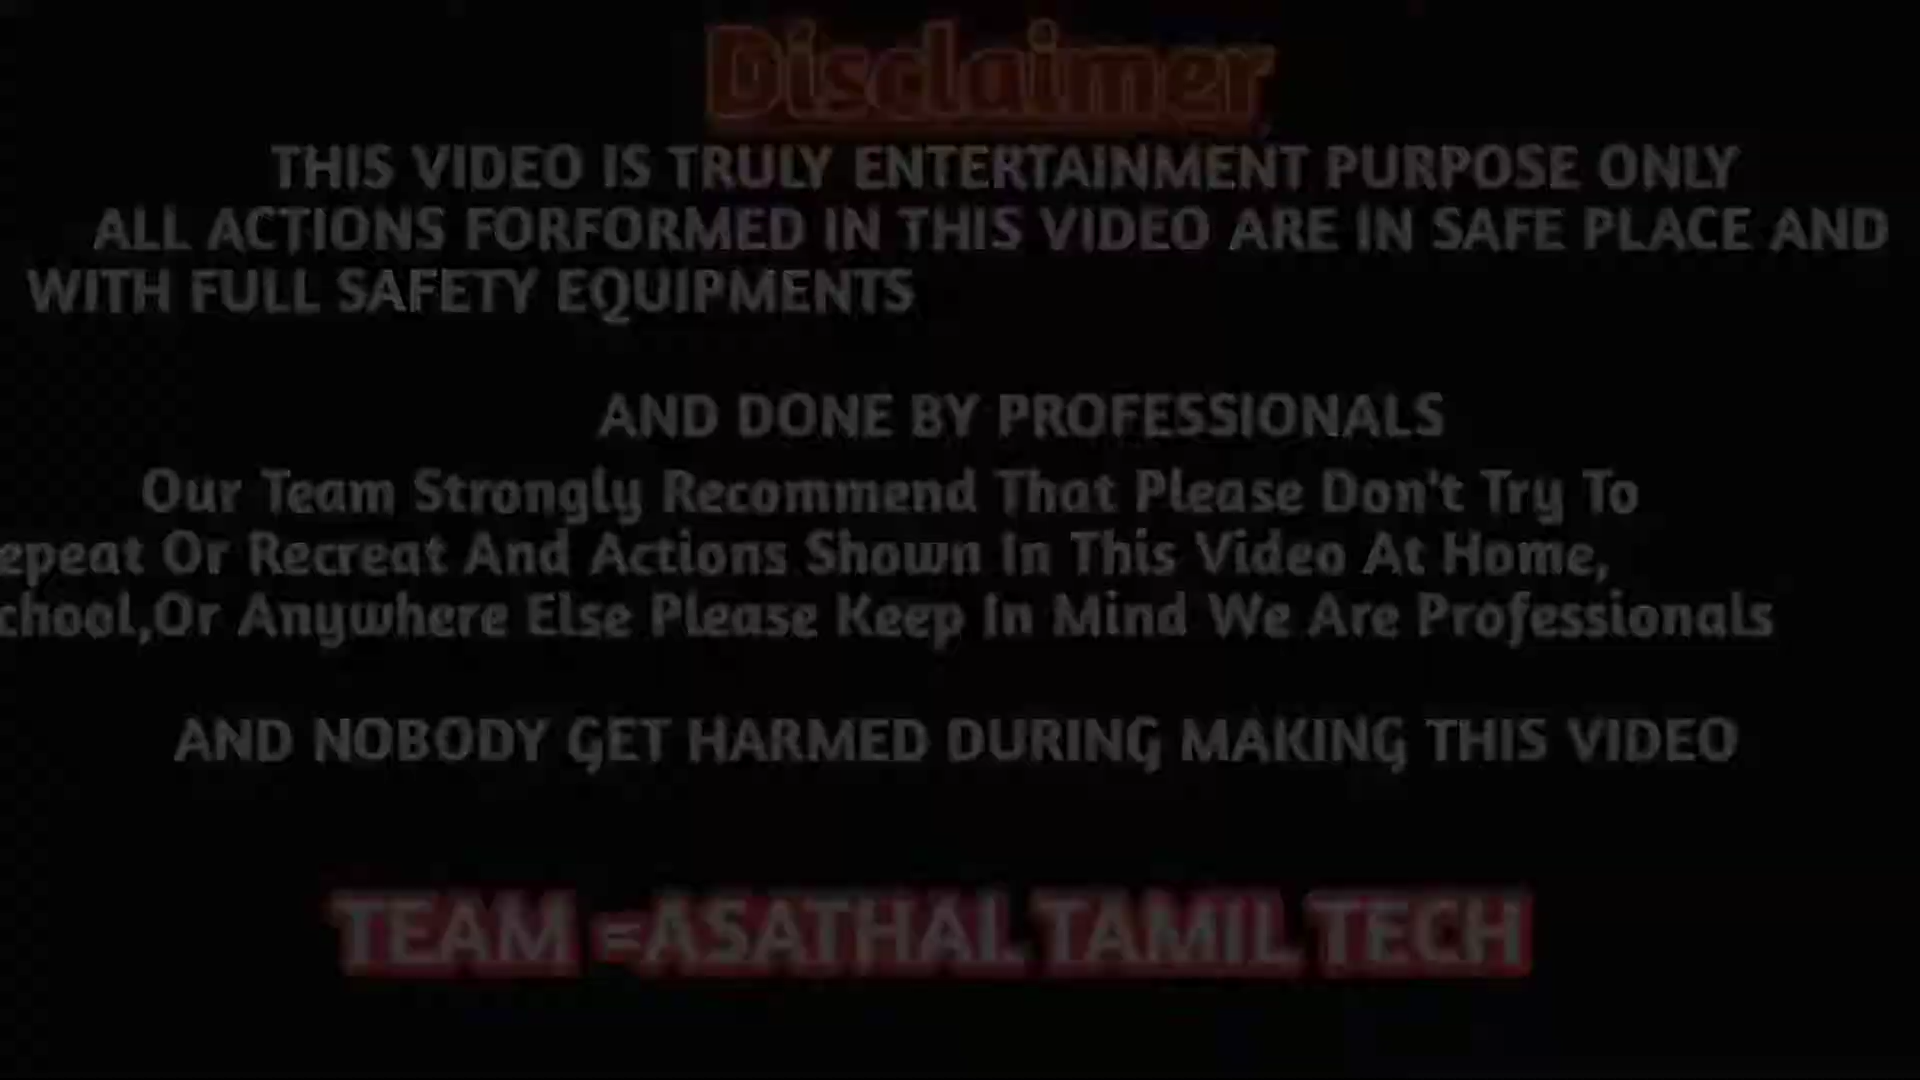 Disclaimer
THIS VIDEO IS TRULY ENTERTAINMENT PURPOSE ONLY
ALL ACTIONS FORFORMED IN THIS VIDEO ARE IN SAFE PLACE AND
WITH FULL SAFETY EQUIPMENTS
AND DONE BY PROFESSIONALS
Our Team Strongly Recommend That Please Don't Try To
epeat Or Recreat And Actions Shown In This Video At Home,
chool,Or Anywhere Else Please Keep In Mind We Are Professionals
AND NOBODY GET HARMED DURING MAKING THIS VIDEO
TEAM =ASATHAL TAMIL TECH